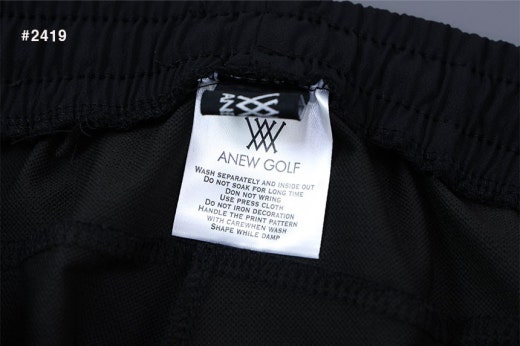 #2419
AN
ANEW GOLF
WASH SEPARATELY AND INSIDE OUT
DO NOT SOAK FOR LONG TIME
DON NOT WRING
USE PRESS CLOTH
DO NOT IRON DECORATION
HANDLE THE PRINT PATTERN
WITH CAREWHEN WASH
SHAPE WHILE DAMP